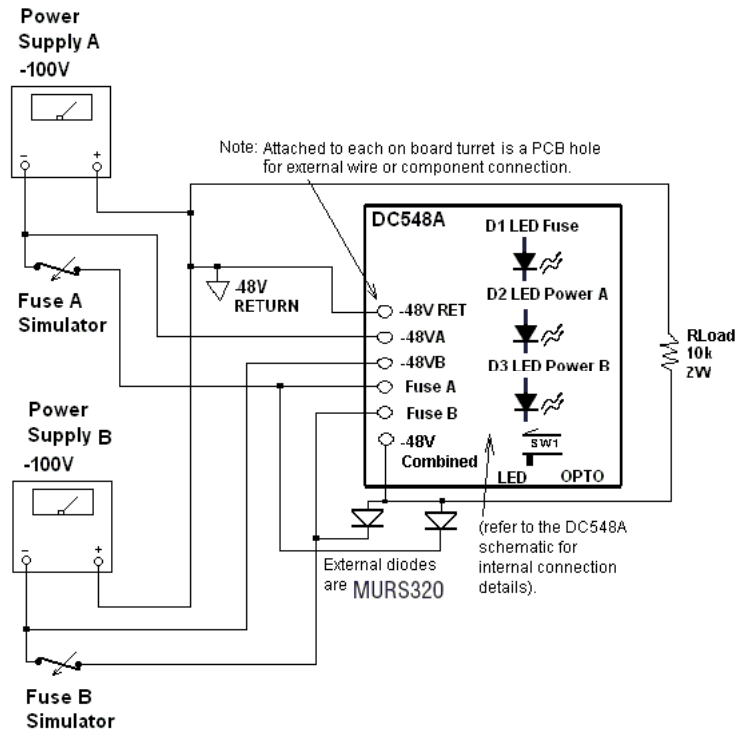 Power
Supply A
-100V
Note: Attached to each on board turret is a PCB hole
for external wire or component connection.
DC548A
D1 LED Fuse
-
+
Fuse A
Simulator
-48V
RETURN
-48V RET
-48VA
-48VB
Fuse A
Fuse B
-48V
Combined
D2 LED Power A
D3 LED Power B
SW1
LED
OPTO
RLoad
10k
2W
Power
Supply B
-100V
-
+
External diodes
are MURS320
(refer to the DC548A
schematic for
internal connection
details).
Fuse B
Simulator